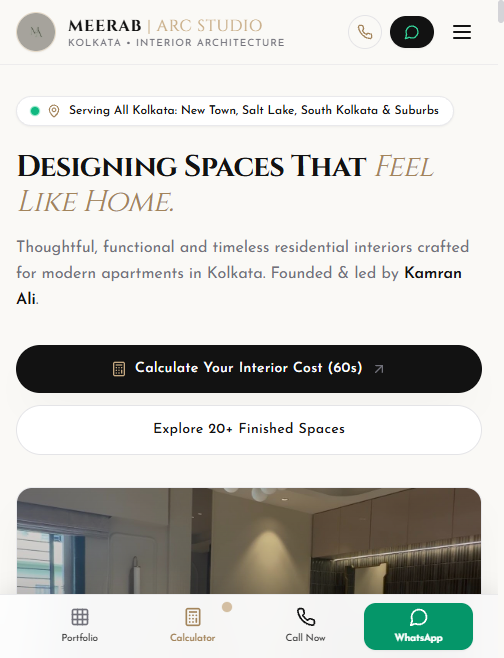 MEERAB | ARC STUDIO
KOLKATA • INTERIOR ARCHITECTURE
Serving All Kolkata: New Town, Salt Lake, South Kolkata & Suburbs
DESIGNING SPACES THAT FEEL
LIKE HOME.
Thoughtful, functional and timeless residential interiors crafted
for modern apartments in Kolkata. Founded & led by Kamran
Ali.
Calculate Your Interior Cost (60s)
Explore 20+ Finished Spaces
Portfolio
Calculator
Call Now
WhatsApp